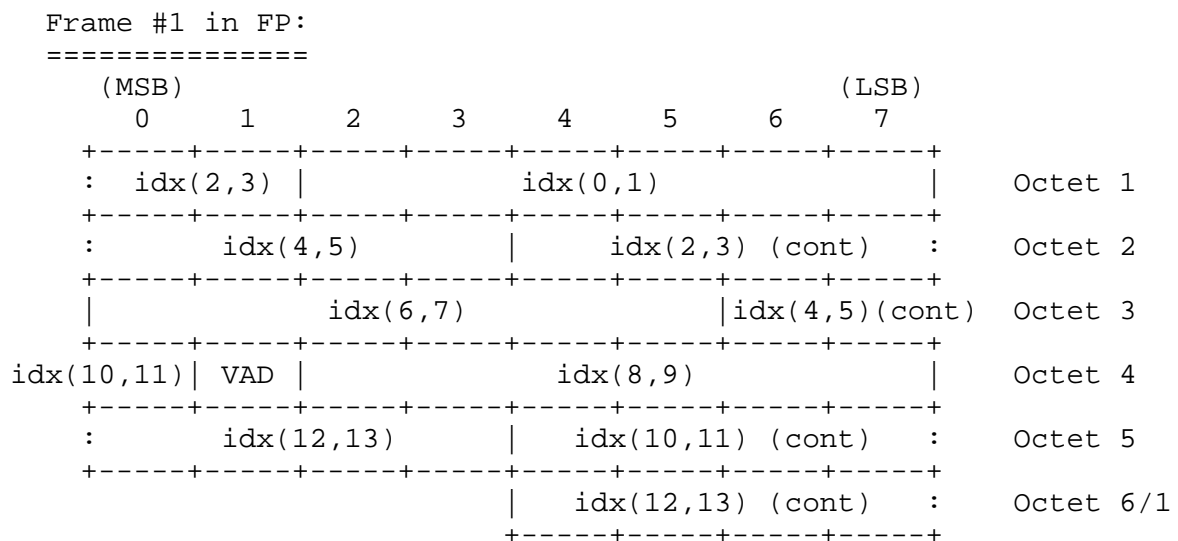 Frame #1 in FP:
===============
(MSB) (LSB)
0 1 2 3 4 5 6 7
+-----+-----+-----+-----+-----+-----+-----+-----+
: idx(2,3) | idx(0,1) | Octet 1
+-----+-----+-----+-----+-----+-----+-----+-----+
: idx(4,5) | idx(2,3) (cont) : Octet 2
+-----+-----+-----+-----+-----+-----+-----+-----+
| idx(6,7) |idx(4,5)(cont) Octet 3
+-----+-----+-----+-----+-----+-----+-----+-----+
idx(10,11)| VAD | idx(8,9) | Octet 4
+-----+-----+-----+-----+-----+-----+-----+-----+
: idx(12,13) | idx(10,11) (cont) : Octet 5
+-----+-----+-----+-----+-----+-----+-----+-----+
| idx(12,13) (cont) : Octet 6/1
+-----+-----+-----+-----+